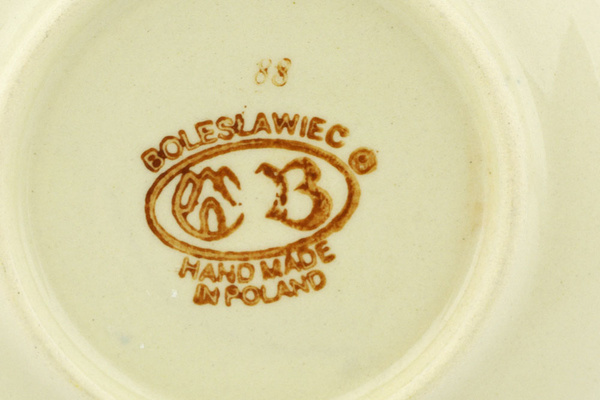 88
BOLESŁAWIEC ®
B
HAND MADE
IN POLAND